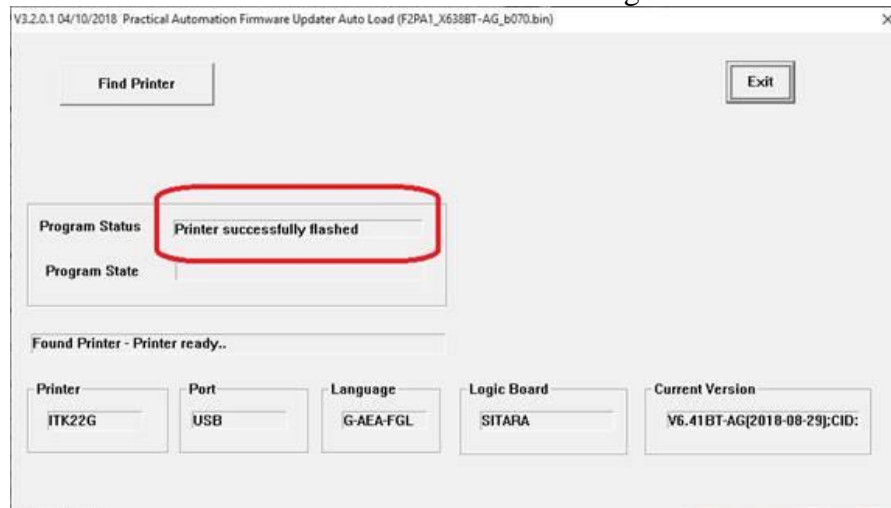 V3.2.0.1 04/10/2018 Practical Automation Firmware Updater Auto Load (F2PA1_X638BT-AG_b070.bin)
Find Printer
Exit
Program Status
Printer successfully flashed
Program State
Found Printer - Printer ready..
Printer
Port
Language
Logic Board
Current Version
ITK22G
USB
G-AEA-FGL
SITARA
V6.41BT-AG(2018-08-29);CID: